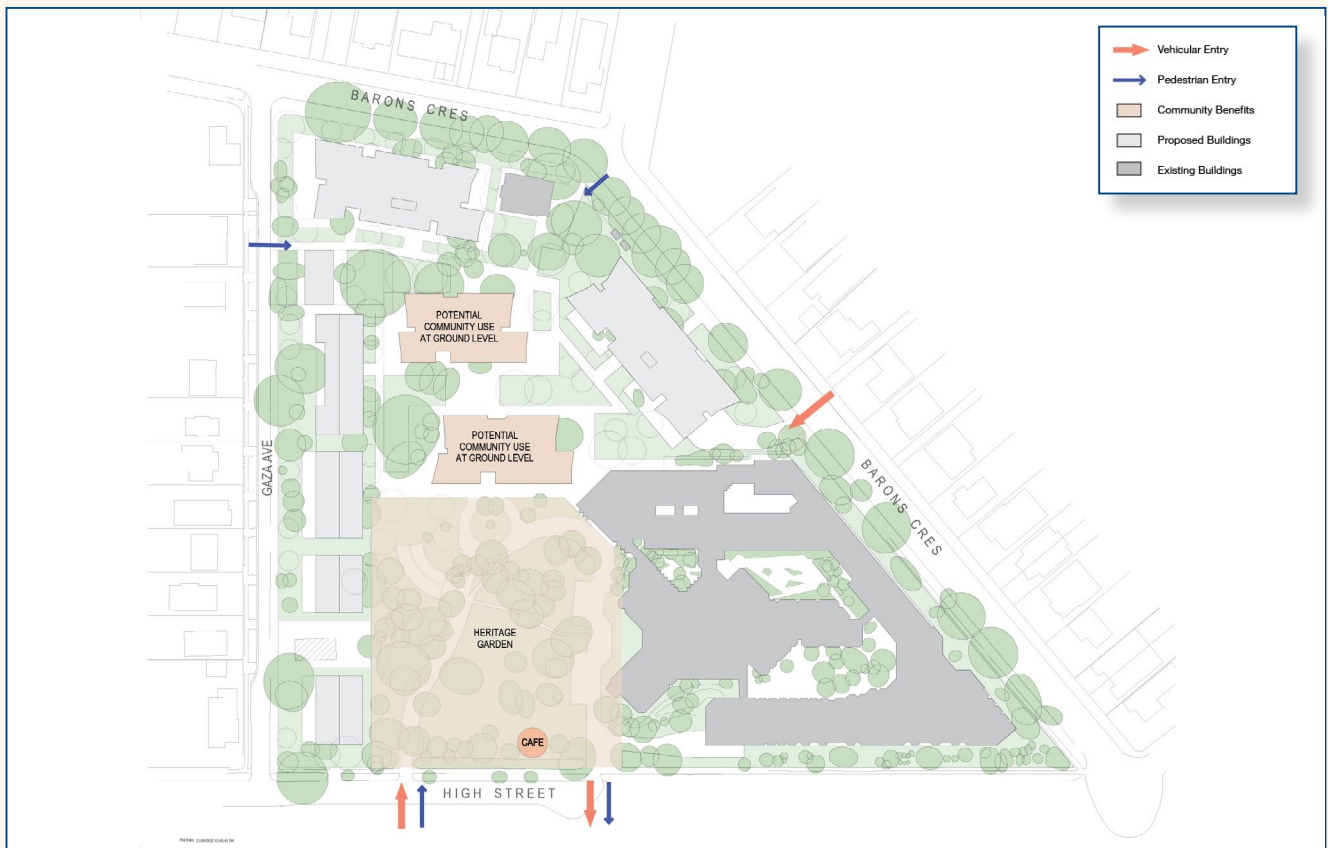 Vehicular Entry
Pedestrian Entry
Community Benefits
Proposed Buildings
Existing Buildings
BARONS CRES
POTENTIAL
COMMUNITY USE
AT GROUND LEVEL
POTENTIAL
COMMUNITY USE
AT GROUND LEVEL
GAZA AVE
BARONS CRES
HERITAGE
GARDEN
CAFE
HIGH STREET